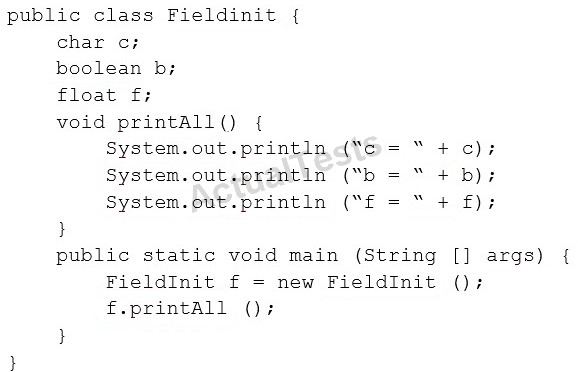 public class Fieldinit {
char c;
boolean b;
float f;
void printAll() {
System.out.println (“c = “ + c);
System.out.println (“b = “ + b);
System.out.println (“f = “ + f);
}
public static void main (String [] args) {
FieldInit f = new FieldInit ();
f.printAll ();
}
}
ActualTests